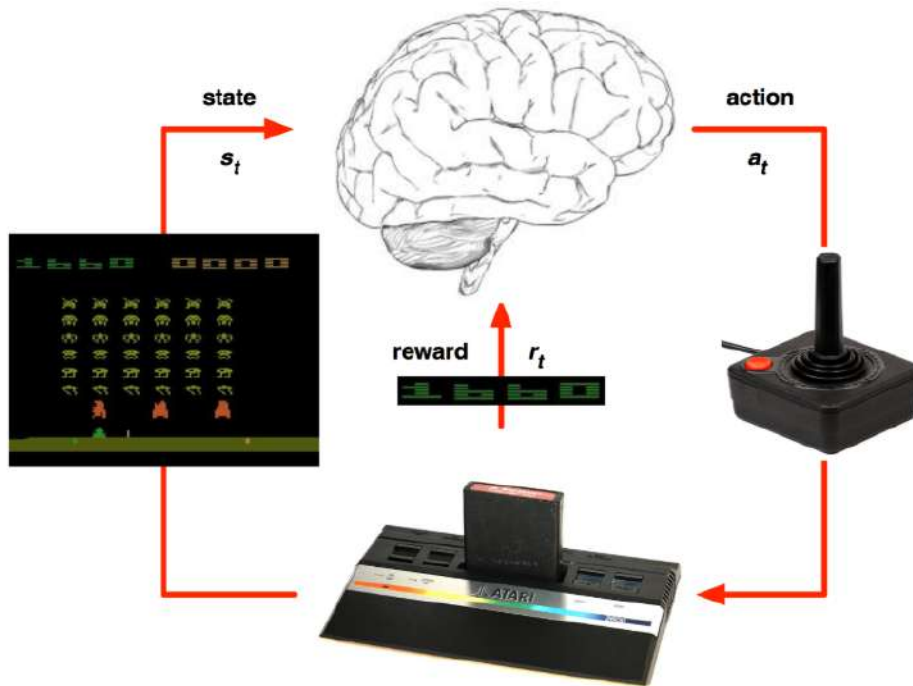 state
action
s_t
a_t
1660 0000
reward
r_t
1660
ATARI